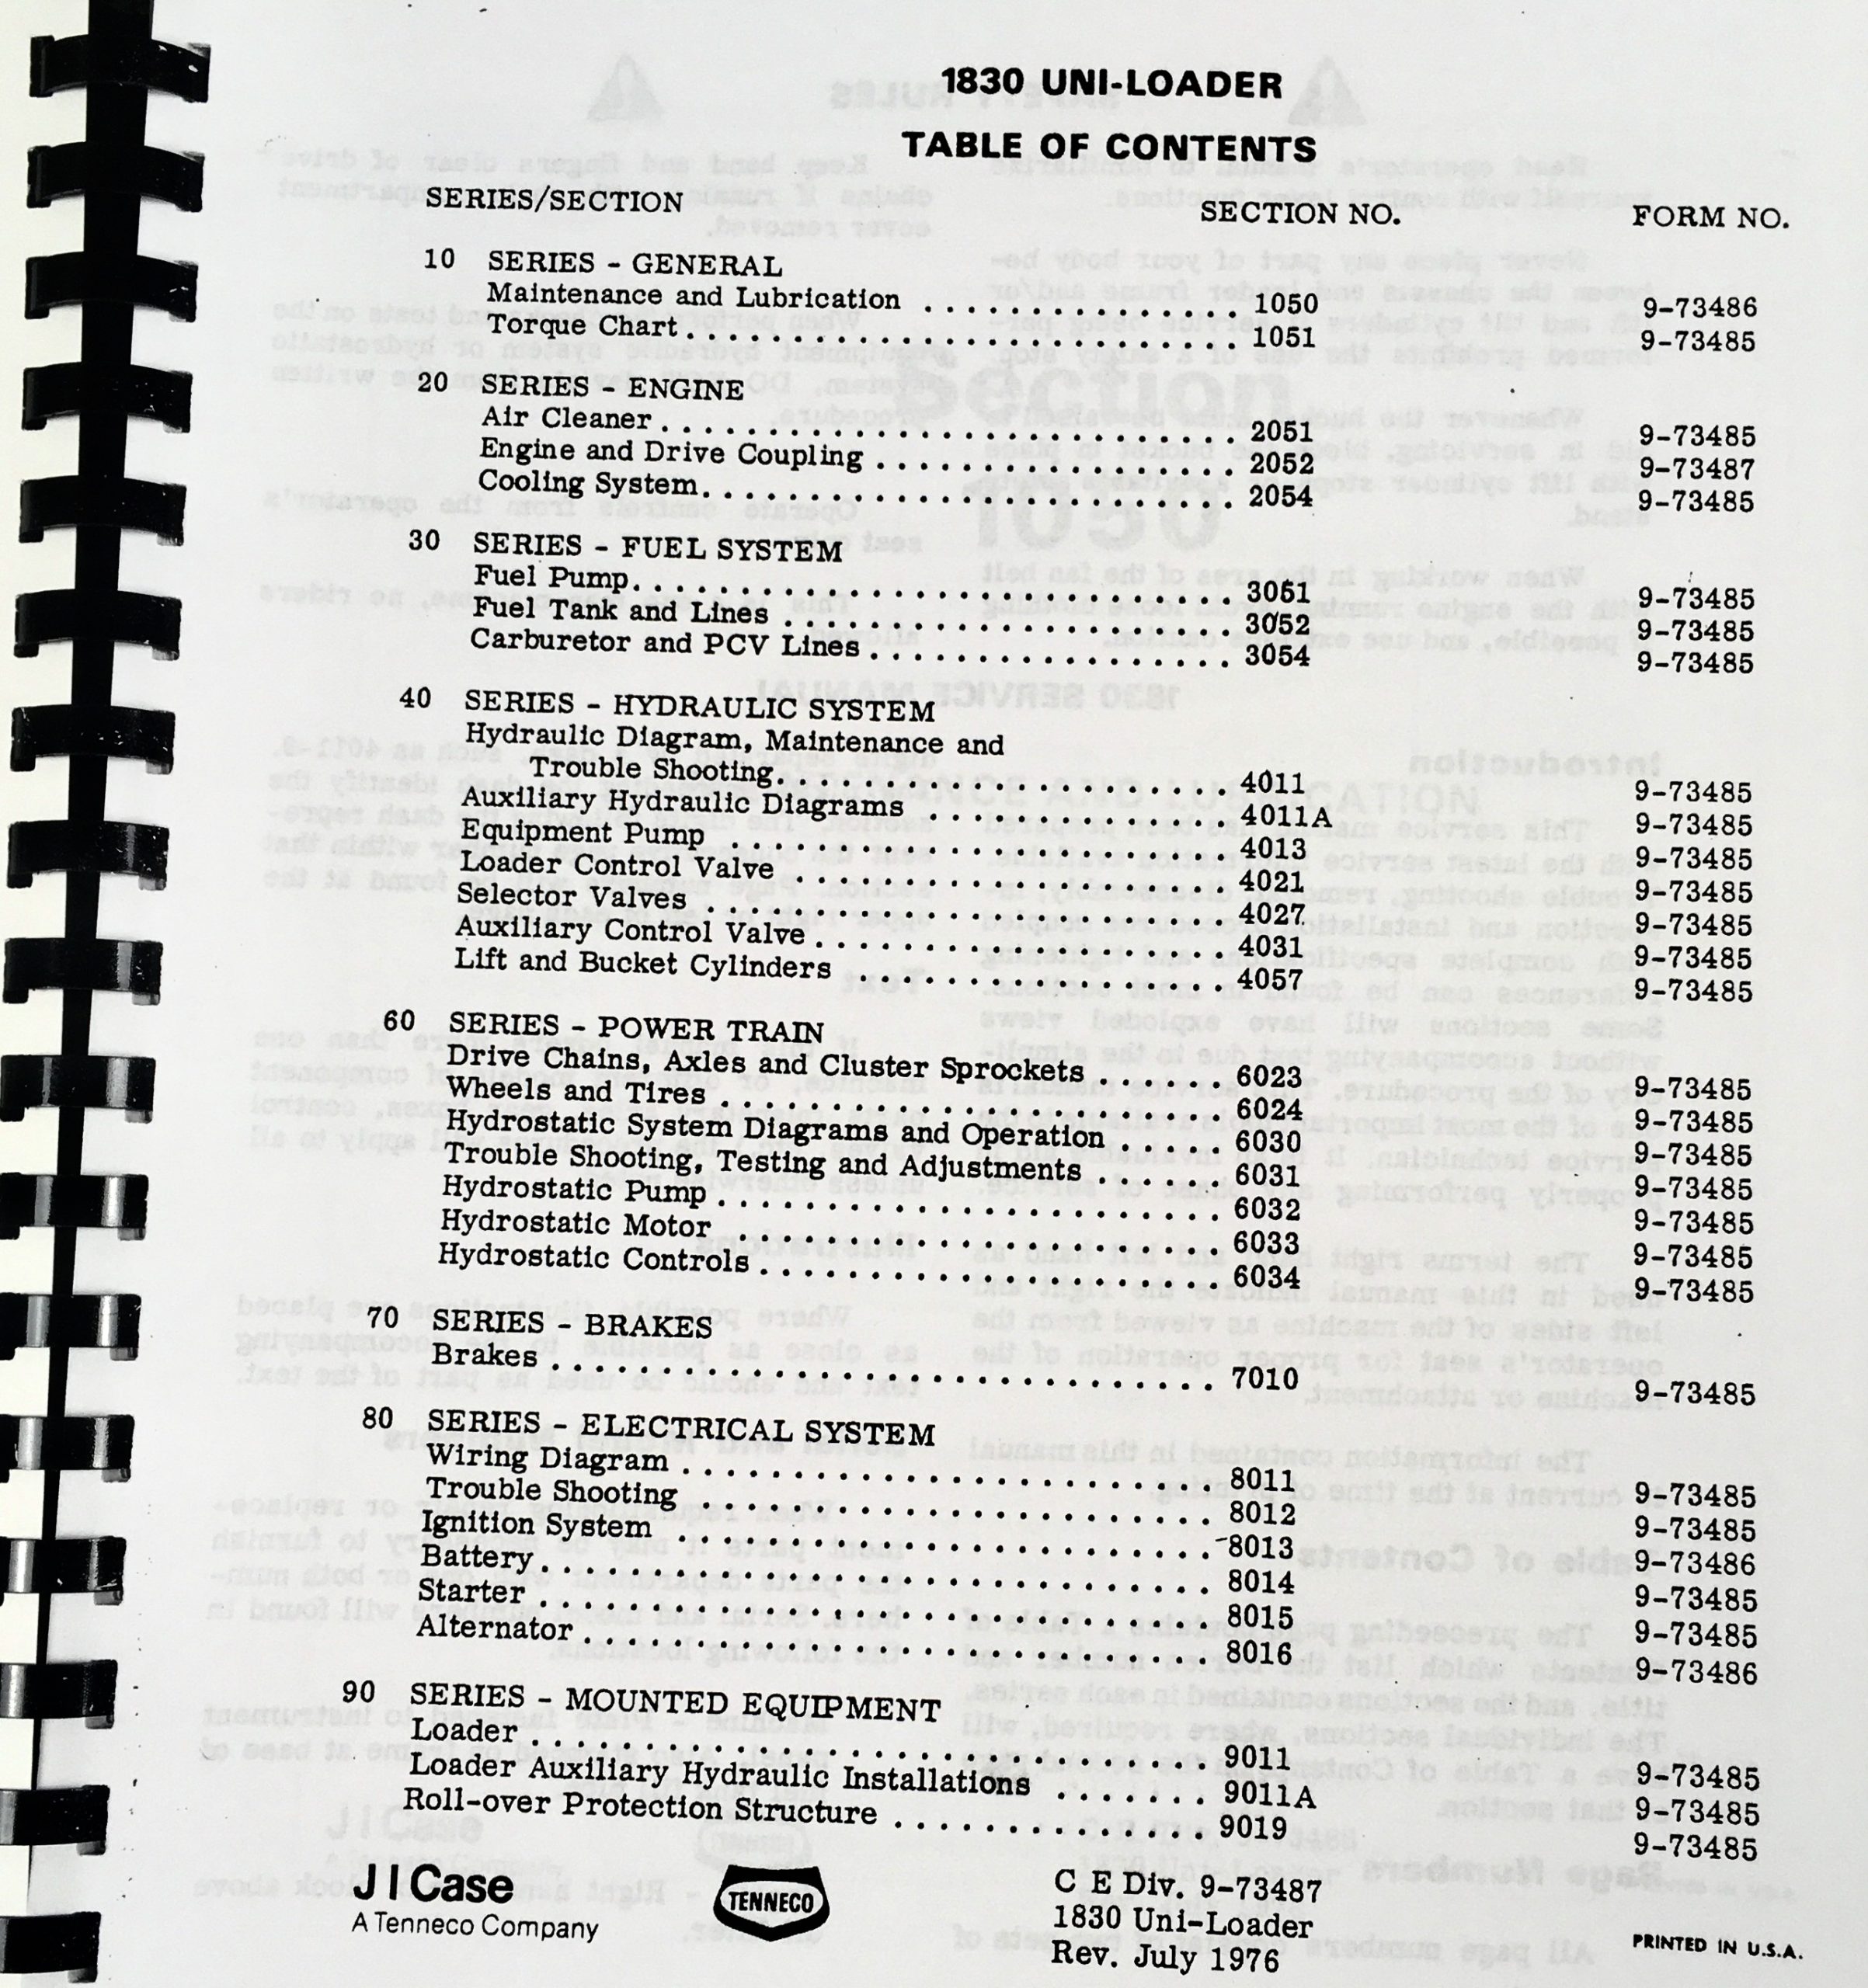 1830 UNI-LOADER
TABLE OF CONTENTS
SERIES/SECTION SECTION NO. FORM NO.
10 SERIES - GENERAL
Maintenance and Lubrication . . . . . . . . . . . . . . . 1050 9-73486
Torque Chart . . . . . . . . . . . . . . . . . . . . . . . . . . 1051 9-73485
20 SERIES - ENGINE
Air Cleaner . . . . . . . . . . . . . . . . . . . . . . . . . . . 2051 9-73485
Engine and Drive Coupling . . . . . . . . . . . . . . . . . 2052 9-73487
Cooling System . . . . . . . . . . . . . . . . . . . . . . . . . 2054 9-73485
30 SERIES - FUEL SYSTEM
Fuel Pump . . . . . . . . . . . . . . . . . . . . . . . . . . . . 3051 9-73485
Fuel Tank and Lines . . . . . . . . . . . . . . . . . . . . . 3052 9-73485
Carburetor and PCV Lines . . . . . . . . . . . . . . . . . 3054 9-73485
40 SERIES - HYDRAULIC SYSTEM
Hydraulic Diagram, Maintenance and
Trouble Shooting . . . . . . . . . . . . . . . . . . . . . 4011 9-73485
Auxiliary Hydraulic Diagrams . . . . . . . . . . . . . . 4011A 9-73485
Equipment Pump . . . . . . . . . . . . . . . . . . . . . . . 4013 9-73485
Loader Control Valve . . . . . . . . . . . . . . . . . . . . 4021 9-73485
Selector Valves . . . . . . . . . . . . . . . . . . . . . . . . 4027 9-73485
Auxiliary Control Valve . . . . . . . . . . . . . . . . . . . 4031 9-73485
Lift and Bucket Cylinders . . . . . . . . . . . . . . . . . 4057 9-73485
60 SERIES - POWER TRAIN
Drive Chains, Axles and Cluster Sprockets . . . . . . 6023 9-73485
Wheels and Tires . . . . . . . . . . . . . . . . . . . . . . . 6024 9-73485
Hydrostatic System Diagrams and Operation . . . . . 6030 9-73485
Trouble Shooting, Testing and Adjustments . . . . . . 6031 9-73485
Hydrostatic Pump . . . . . . . . . . . . . . . . . . . . . . . 6032 9-73485
Hydrostatic Motor . . . . . . . . . . . . . . . . . . . . . . 6033 9-73485
Hydrostatic Controls . . . . . . . . . . . . . . . . . . . . . 6034 9-73485
70 SERIES - BRAKES
Brakes . . . . . . . . . . . . . . . . . . . . . . . . . . . . . . 7010 9-73485
80 SERIES - ELECTRICAL SYSTEM
Wiring Diagram . . . . . . . . . . . . . . . . . . . . . . . . 8011 9-73485
Trouble Shooting . . . . . . . . . . . . . . . . . . . . . . . 8012 9-73485
Ignition System . . . . . . . . . . . . . . . . . . . . . . . . 8013 9-73486
Battery . . . . . . . . . . . . . . . . . . . . . . . . . . . . . . 8014 9-73485
Starter . . . . . . . . . . . . . . . . . . . . . . . . . . . . . . 8015 9-73485
Alternator . . . . . . . . . . . . . . . . . . . . . . . . . . . . 8016 9-73486
90 SERIES - MOUNTED EQUIPMENT
Loader . . . . . . . . . . . . . . . . . . . . . . . . . . . . . . 9011 9-73485
Loader Auxiliary Hydraulic Installations . . . . . . . 9011A 9-73485
Roll-over Protection Structure . . . . . . . . . . . . . . 9019 9-73485
J I Case
A Tenneco Company
TENNECO
C E Div. 9-73487
1830 Uni-Loader
Rev. July 1976
PRINTED IN U.S.A.